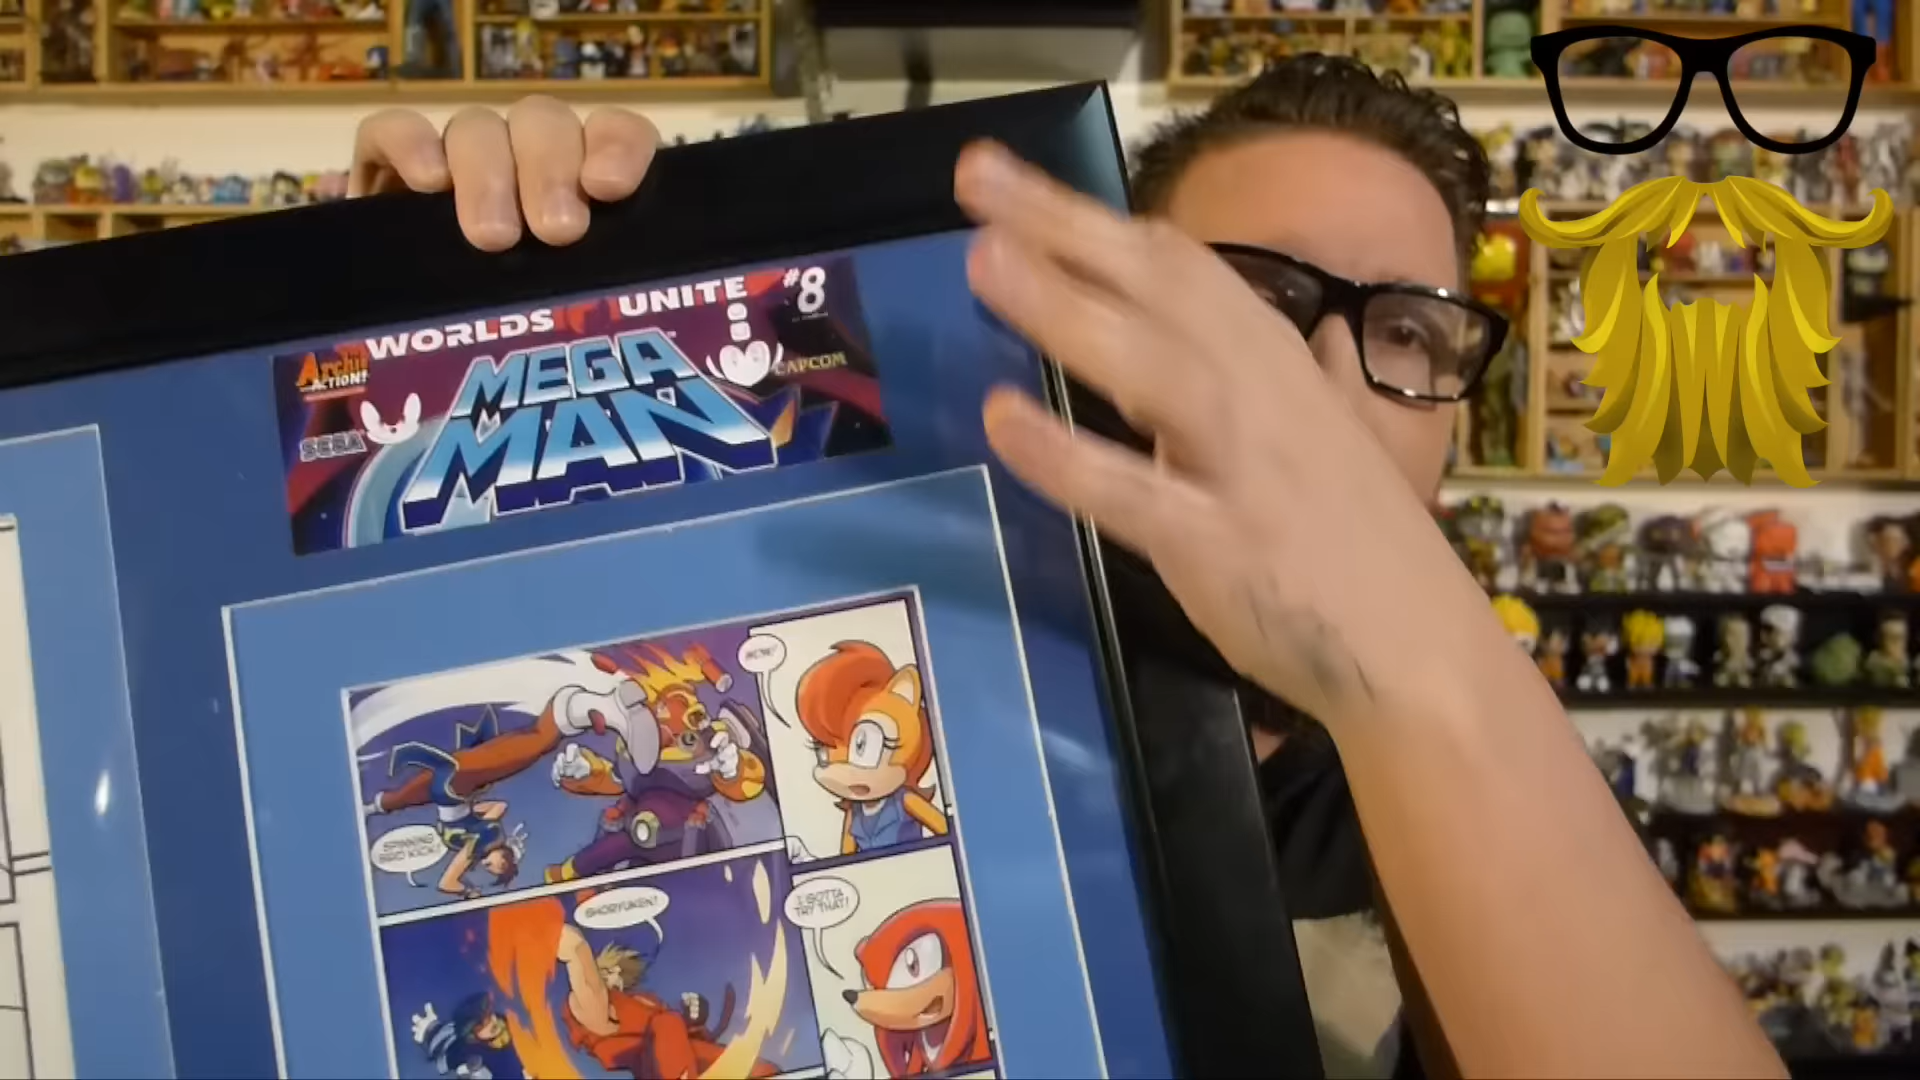 WORLDS UNITE #8
Archie
ACTION!
MEGA
MAN
SEGA
CAPCOM
WOW!
SPINNING
BIRD KICK!
SHORYUKEN!
I GOTTA
TRY THAT!